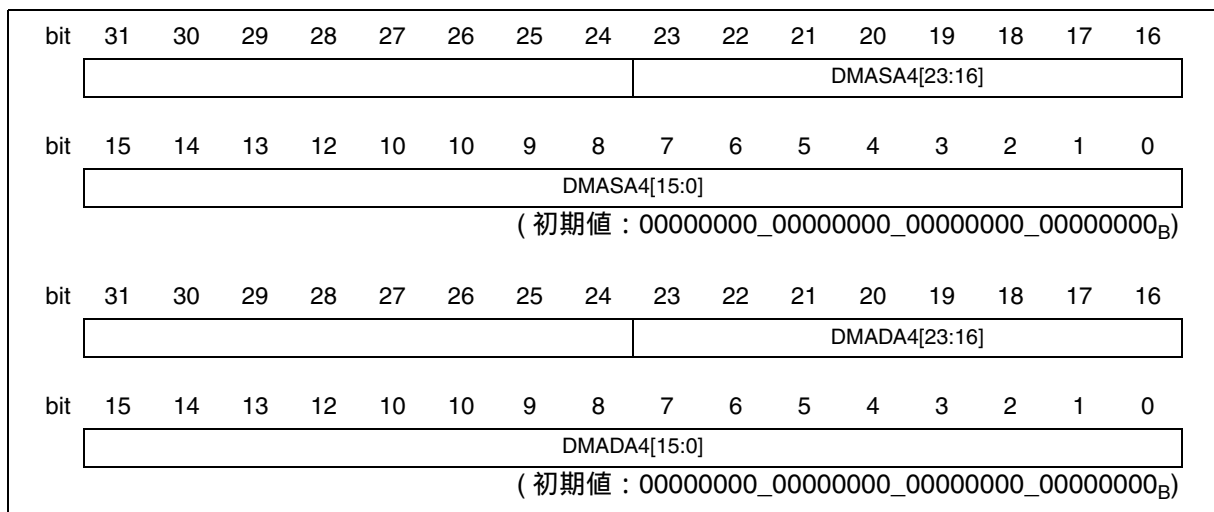 bit 31 30 29 28 27 26 25 24 23 22 21 20 19 18 17 16
DMASA4[23:16]
bit 15 14 13 12 10 10 9 8 7 6 5 4 3 2 1 0
DMASA4[15:0]
( 初期値：00000000_00000000_00000000_00000000B)
bit 31 30 29 28 27 26 25 24 23 22 21 20 19 18 17 16
DMADA4[23:16]
bit 15 14 13 12 10 10 9 8 7 6 5 4 3 2 1 0
DMADA4[15:0]
( 初期値：00000000_00000000_00000000_00000000B)